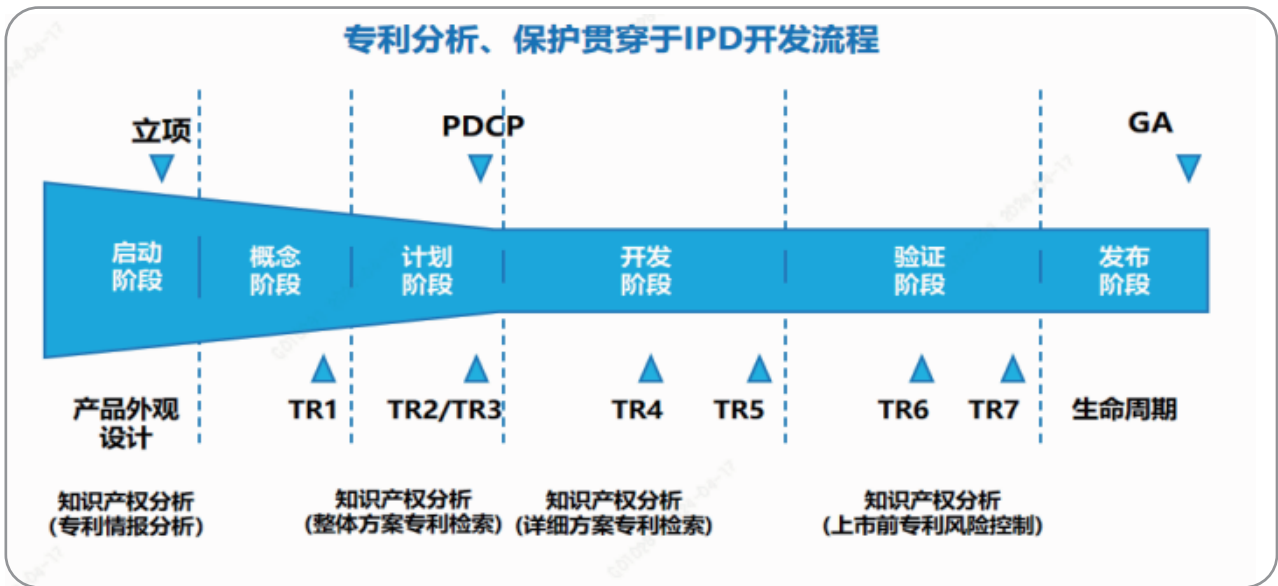 专利分析、保护贯穿于IPD开发流程
立项
PDCP
GA
启动
阶段
概念
阶段
计划
阶段
开发
阶段
验证
阶段
发布
阶段
产品外观
设计
TR1
TR2/TR3
TR4
TR5
TR6
TR7
生命周期
知识产权分析
(专利情报分析)
知识产权分析
(整体方案专利检索)
知识产权分析
(详细方案专利检索)
知识产权分析
(上市前专利风险控制)